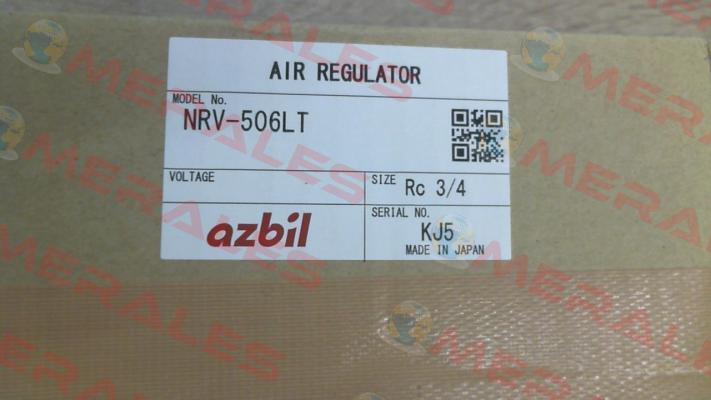 AIR REGULATOR
MODEL No.
NRV-506LT
VOLTAGE
SIZE Rc 3/4
azbil
SERIAL NO.
KJ5
MADE IN JAPAN
MERALES
MERALES
MERALES
MERALES